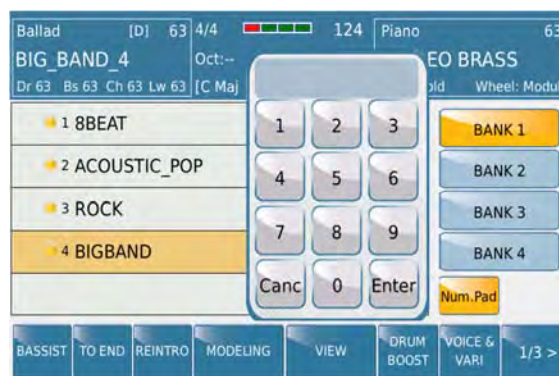 Ballad [D] 63 4/4 124 Piano 63
BIG_BAND_4 Oct:-- EO BRASS
Dr 63 Bs 63 Ch 63 Lw 63 [C Maj old Wheel: Modul
1 8BEAT
2 ACOUSTIC_POP
3 ROCK
4 BIGBAND
1 2 3
4 5 6
7 8 9
Canc 0 Enter
BANK 1
BANK 2
BANK 3
BANK 4
Num.Pad
BASSIST TO END REINTRO MODELING VIEW DRUM BOOST VOICE & VARI 1/3 >